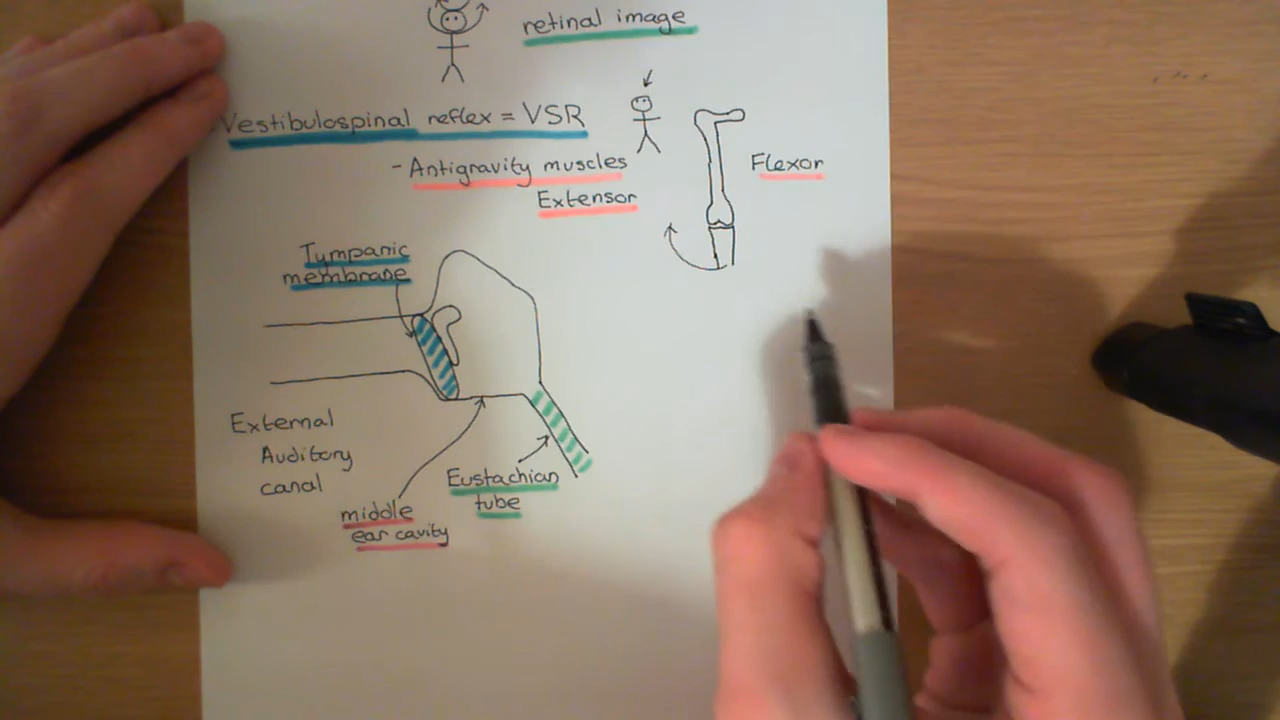 retinal image
Vestibulospinal reflex = VSR
- Antigravity muscles
Extensor
Flexor
Tympanic
membrane
External
Auditory
canal
Eustachian
tube
middle
ear cavity